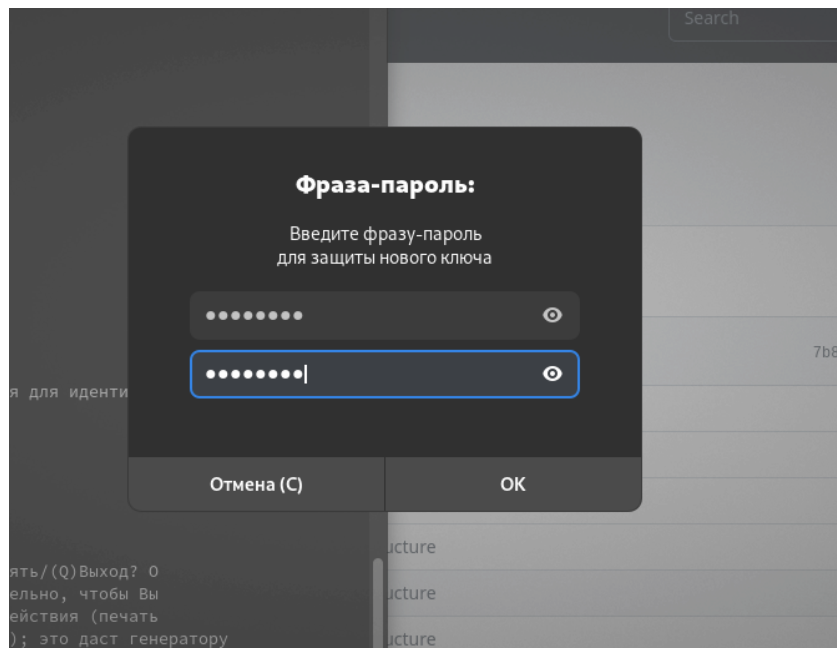 Search
Фраза-пароль:
Введите фразу-пароль
для защиты нового ключа
••••••••
••••••••
7b8
я для иденти
Отмена (С)
ОК
ucture
ять/(Q)Выход? О
ucture
ельно, чтобы Вы
ействия (печать
); это даст генератору
ucture